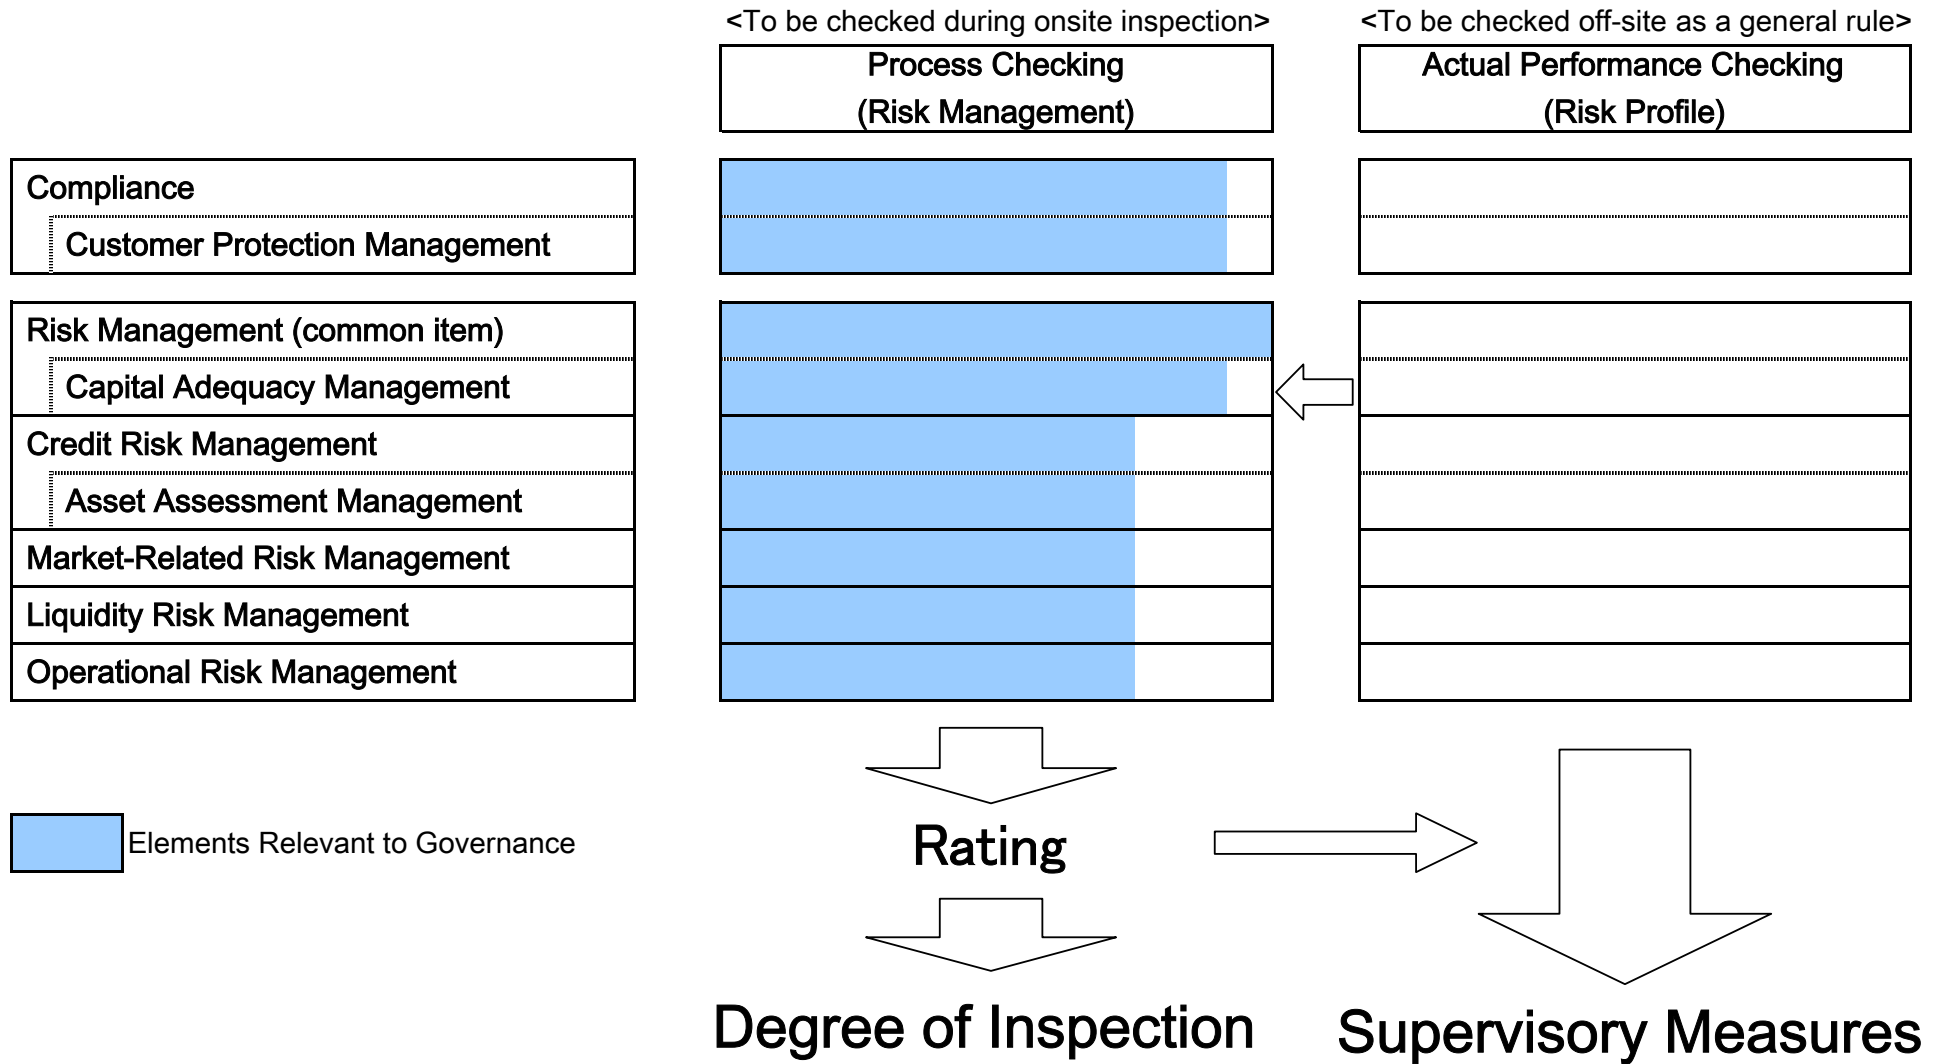 <To be checked during onsite inspection>
<To be checked off-site as a general rule>
Process Checking
(Risk Management)
Actual Performance Checking
(Risk Profile)
Compliance
Customer Protection Management
Risk Management (common item)
Capital Adequacy Management
Credit Risk Management
Asset Assessment Management
Market-Related Risk Management
Liquidity Risk Management
Operational Risk Management
Elements Relevant to Governance
Rating
Degree of Inspection
Supervisory Measures